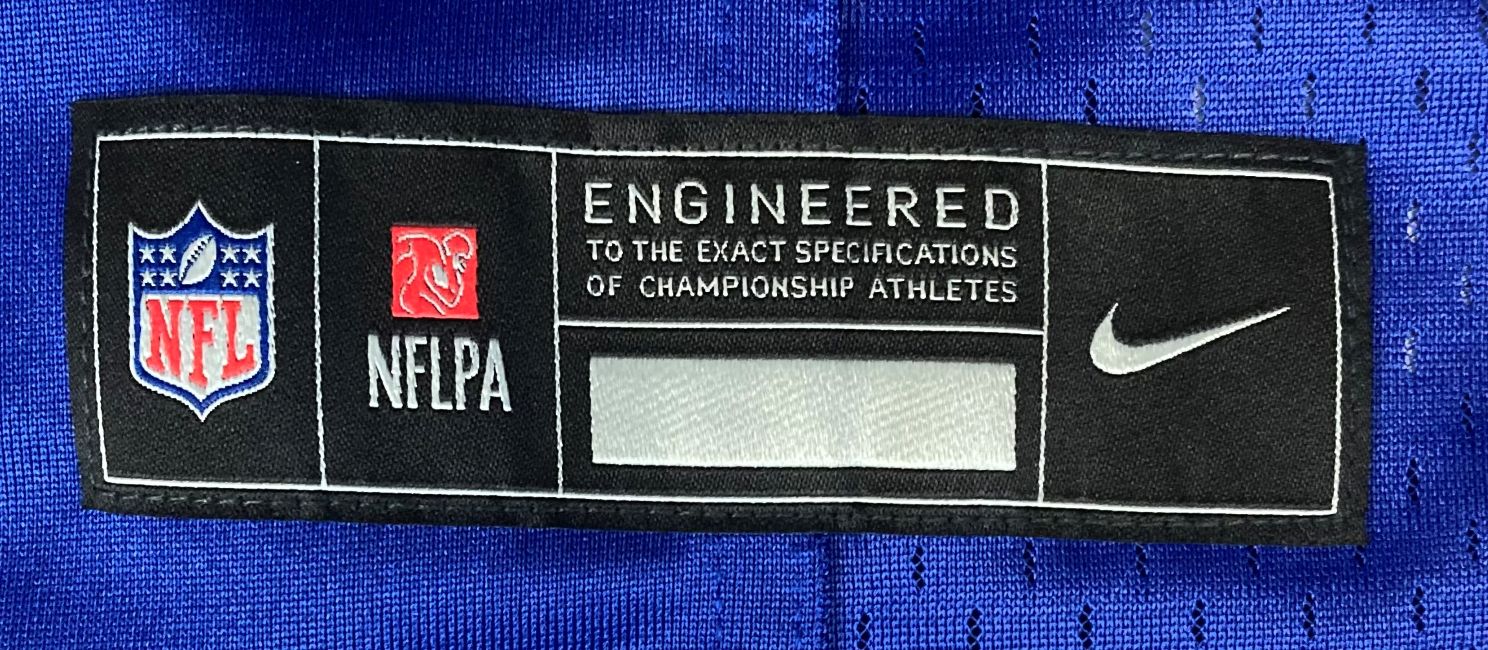 NFL
NFLPA
ENGINEERED
TO THE EXACT SPECIFICATIONS
OF CHAMPIONSHIP ATHLETES